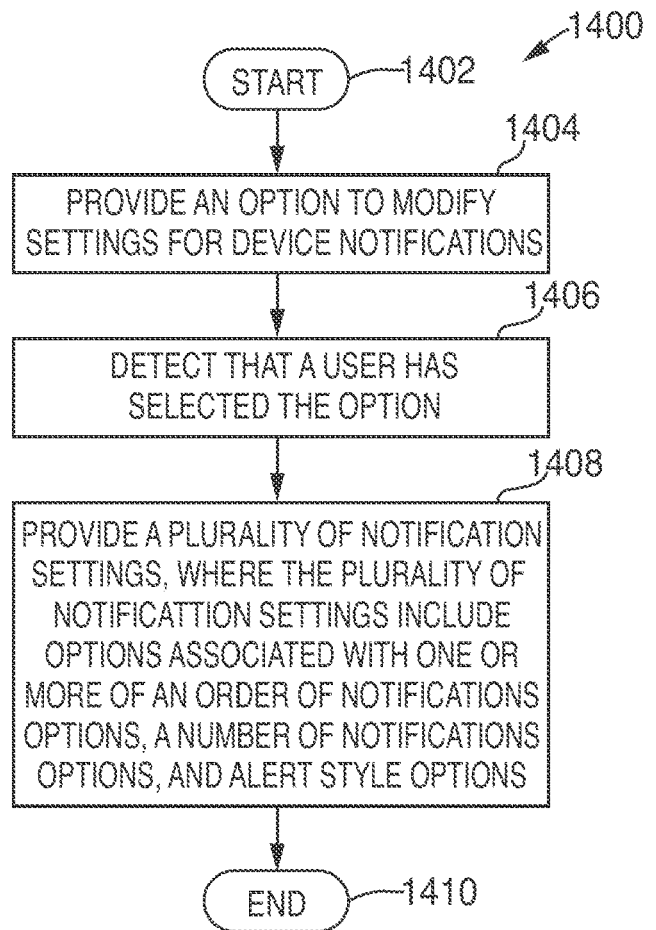 1400
START
1402
1404
PROVIDE AN OPTION TO MODIFY
SETTINGS FOR DEVICE NOTIFICATIONS
1406
DETECT THAT A USER HAS
SELECTED THE OPTION
1408
PROVIDE A PLURALITY OF NOTIFICATION
SETTINGS, WHERE THE PLURALITY OF
NOTIFICATTION SETTINGS INCLUDE
OPTIONS ASSOCIATED WITH ONE OR
MORE OF AN ORDER OF NOTIFICATIONS
OPTIONS, A NUMBER OF NOTIFICATIONS
OPTIONS, AND ALERT STYLE OPTIONS
END
1410